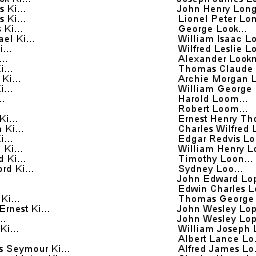 s Ki...
John Henry Long
s Ki...
Lionel Peter Lon
s Ki...
George Look...
ael Ki...
William Isaac Lo
i...
Wilfred Leslie Lo
...
Alexander Lookn
Ki...
Thomas Claude
Ki...
Archie Morgan L
Ki...
William George
...
Harold Loom...
Robert Loom...
Ki...
Ernest Henry Tho
Ki...
Charles Wilfred L
Ki...
Edgar Redvis Lo
Ki...
William Henry Lo
d Ki...
Timothy Loon...
ord Ki...
Sydney Loo...
John Edward Lop
Edwin Charles L
Ki...
Thomas George
Ernest Ki...
John Wesley Lop
...
John Wesley Lop
Ki...
William Joseph L
Albert Lance Lo.
s Seymour Ki...
Alfred James Lo.